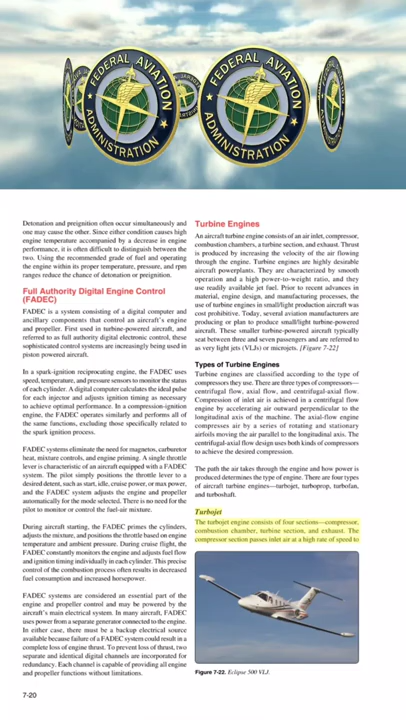 FEDERAL AVIATION
ADMINISTRATION
FEDERAL AVIATION
ADMINISTRATION
Detonation and preignition often occur simultaneously and
one may cause the other. Since either condition causes high
engine temperature accompanied by a decrease in engine
performance, it is often difficult to distinguish between the
two. Using the recommended grade of fuel and operating
the engine within its proper temperature, pressure, and rpm
ranges reduce the chance of detonation or preignition.
Full Authority Digital Engine Control
(FADEC)
FADEC is a system consisting of a digital computer and
ancillary components that control an aircraft's engine
and propeller. First used in turbine-powered aircraft, and
referred to as full authority digital electronic control, these
sophisticated control systems are increasingly being used in
piston powered aircraft.
In a spark-ignition reciprocating engine, the FADEC uses
speed, temperature, and pressure sensors to monitor the status
of each cylinder. A digital computer calculates the ideal pulse
for each injector and adjusts ignition timing as necessary
to achieve optimal performance. In a compression-ignition
engine, the FADEC operates similarly and performs all of
the same functions, excluding those specifically related to
the spark ignition process.
FADEC systems eliminate the need for magnetos, carburetor
heat, mixture controls, and engine priming. A single throttle
lever is characteristic of an aircraft equipped with a FADEC
system. The pilot simply positions the throttle lever to a
desired detent, such as start, idle, cruise power, or max power,
and the FADEC system adjusts the engine and propeller
automatically for the mode selected. There is no need for the
pilot to monitor or control the fuel-air mixture.
During aircraft starting, the FADEC primes the cylinders,
adjusts the mixture, and positions the throttle based on engine
temperature and ambient pressure. During cruise flight, the
FADEC constantly monitors the engine and adjusts fuel flow
and ignition timing individually in each cylinder. This precise
control of the combustion process often results in decreased
fuel consumption and increased horsepower.
FADEC systems are considered an essential part of the
engine and propeller control and may be powered by the
aircraft's main electrical system. In many aircraft, FADEC
uses power from a separate generator connected to the engine.
In either case, there must be a backup electrical source
available because failure of a FADEC system could result in a
complete loss of engine thrust. To prevent loss of thrust, two
separate and identical digital channels are incorporated for
redundancy. Each channel is capable of providing all engine
and propeller functions without limitations.
7-20
Turbine Engines
An aircraft turbine engine consists of an air inlet, compressor,
combustion chambers, a turbine section, and exhaust. Thrust
is produced by increasing the velocity of the air flowing
through the engine. Turbine engines are highly desirable
aircraft powerplants. They are characterized by smooth
operation and a high power-to-weight ratio, and they
use readily available jet fuel. Prior to recent advances in
material, engine design, and manufacturing processes, the
use of turbine engines in small/light production aircraft was
cost prohibitive. Today, several aviation manufacturers are
producing or plan to produce small/light turbine-powered
aircraft. These smaller turbine-powered aircraft typically
seat between three and seven passengers and are referred to
as very light jets (VLJs) or microjets. [Figure 7-22]
Types of Turbine Engines
Turbine engines are classified according to the type of
compressors they use. There are three types of compressors—
centrifugal flow, axial flow, and centrifugal-axial flow.
Compression of inlet air is achieved in a centrifugal flow
engine by accelerating air outward perpendicular to the
longitudinal axis of the machine. The axial-flow engine
compresses air by a series of rotating and stationary
airfoils moving the air parallel to the longitudinal axis. The
centrifugal-axial flow design uses both kinds of compressors
to achieve the desired compression.
The path the air takes through the engine and how power is
produced determines the type of engine. There are four types
of aircraft turbine engines—turbojet, turboprop, turbofan,
and turboshaft.
Turbojet
The turbojet engine consists of four sections—compressor,
combustion chamber, turbine section, and exhaust. The
compressor section passes inlet air at a high rate of speed to
Figure 7-22. Eclipse 500 VLJ.